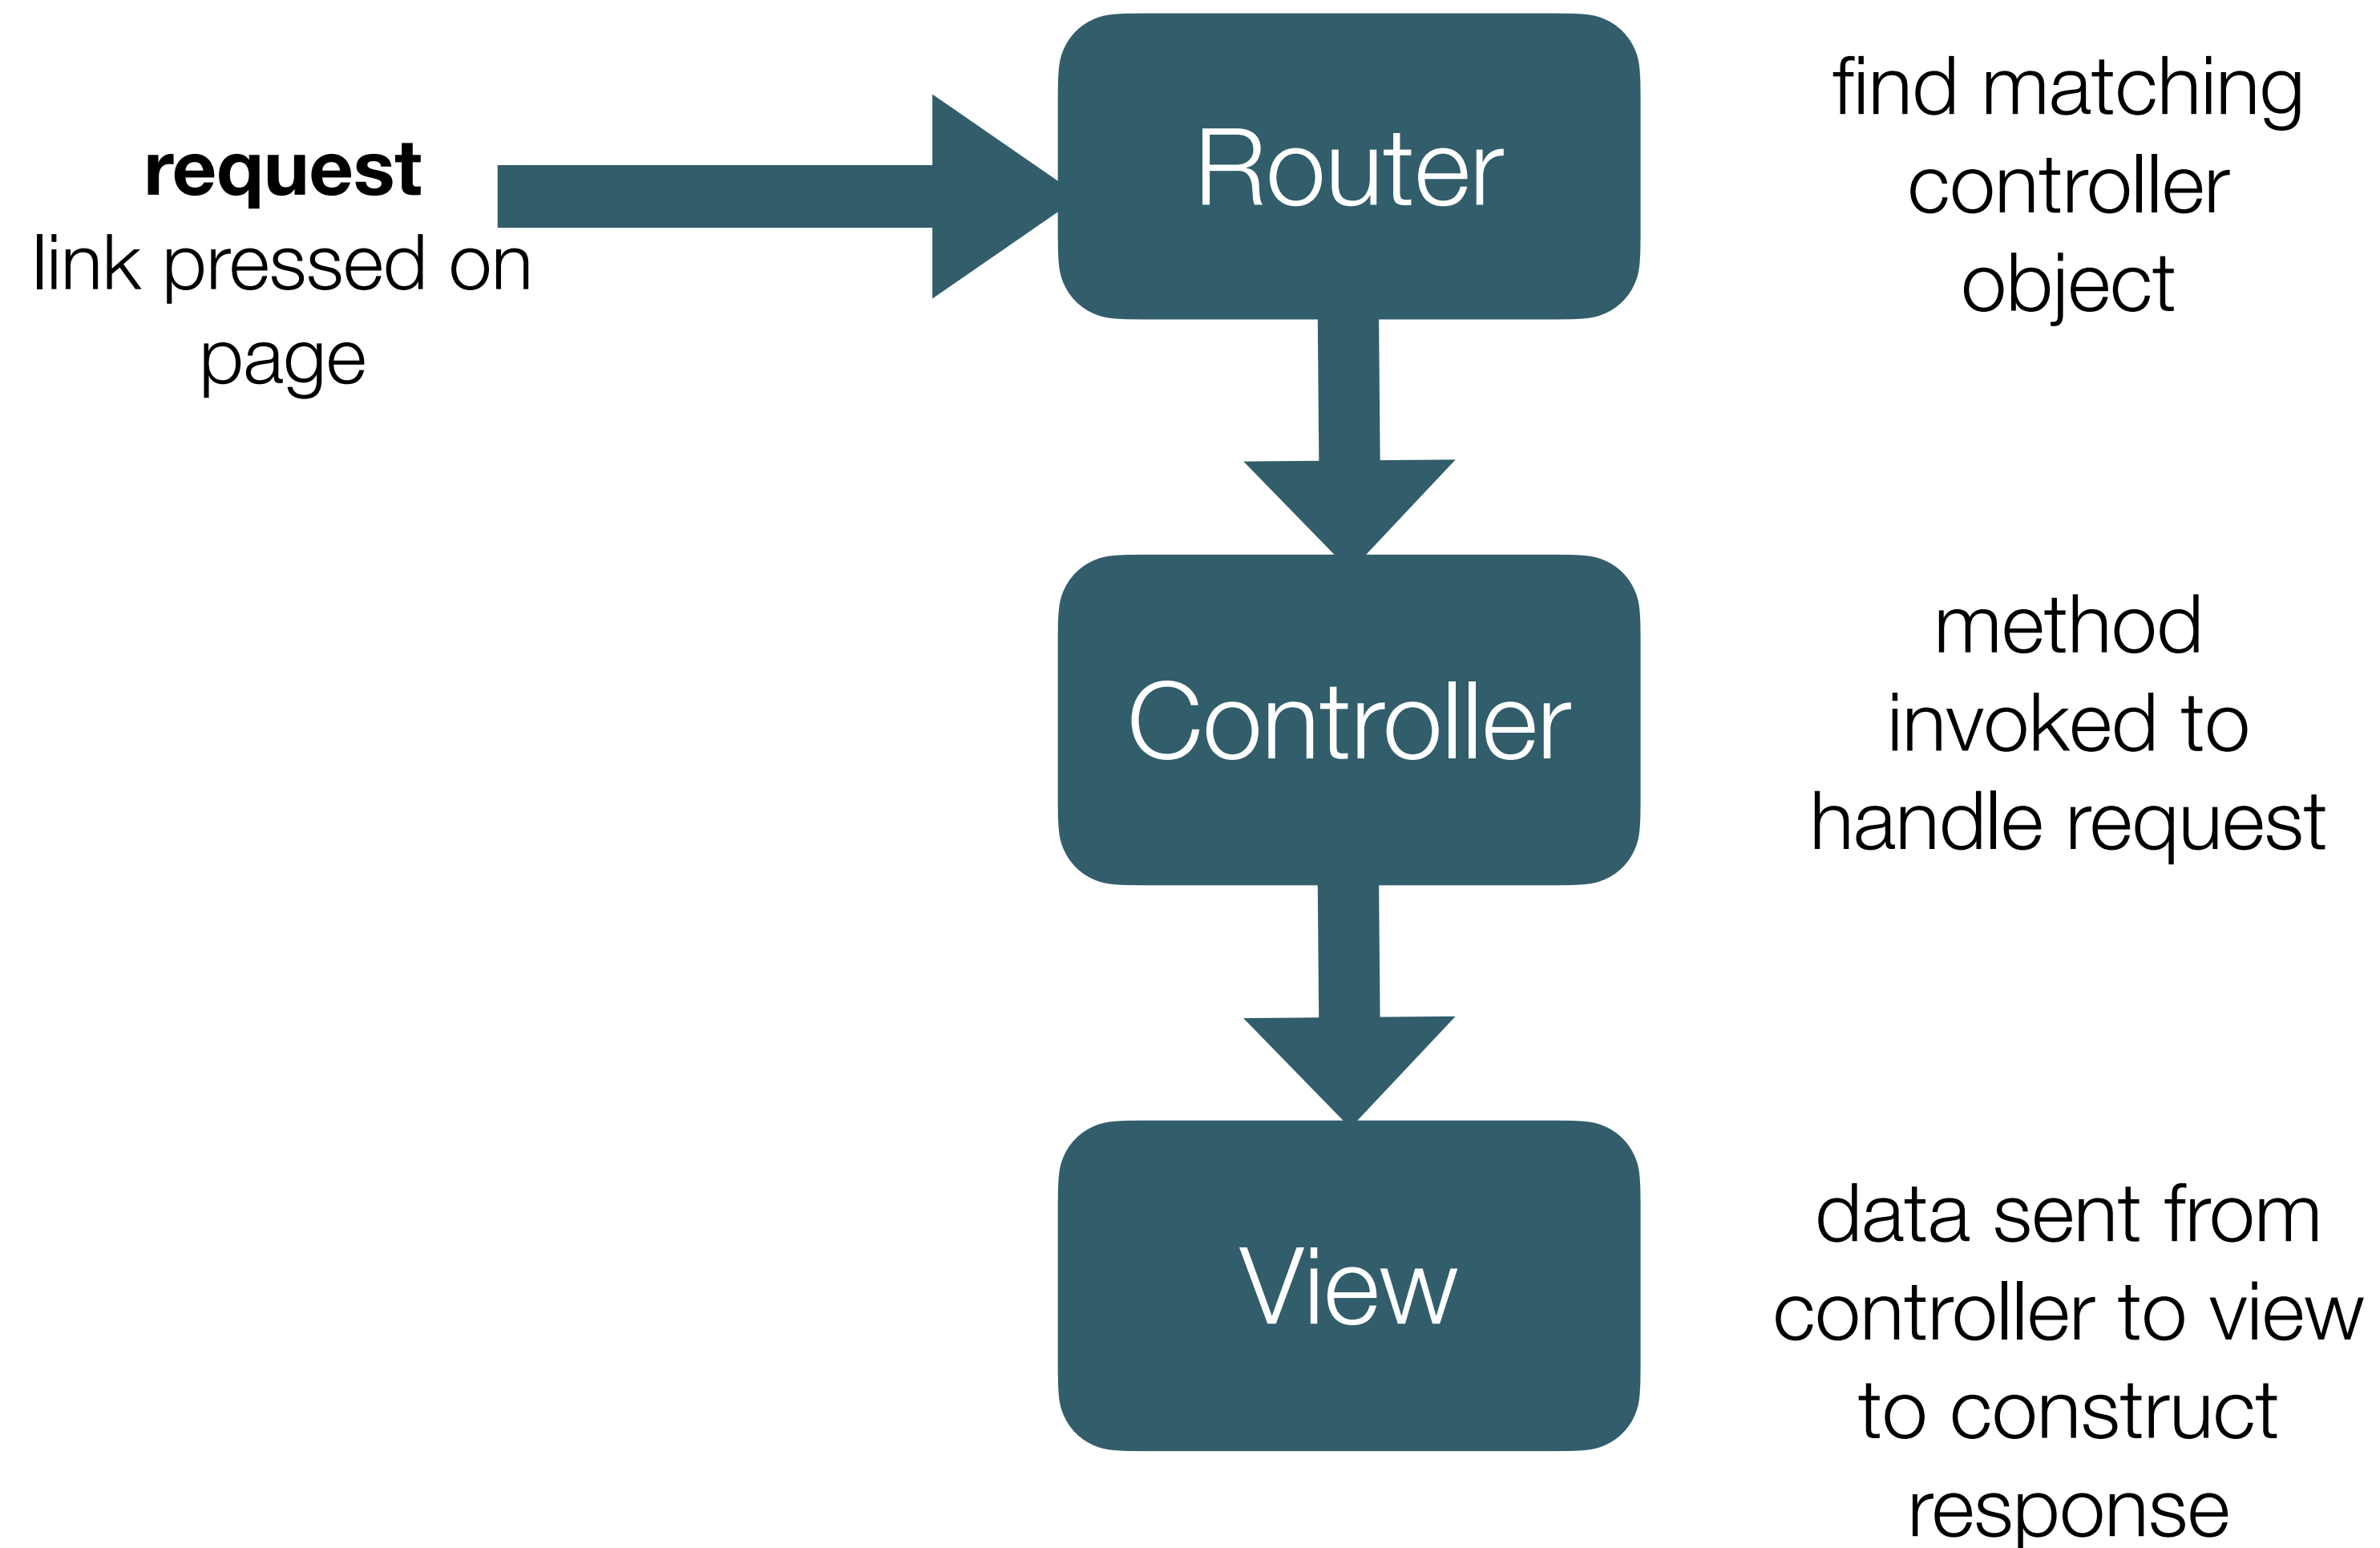 request
link pressed on
page
Router
find matching
controller
object
Controller
method
invoked to
handle request
View
data sent from
controller to view
to construct
response